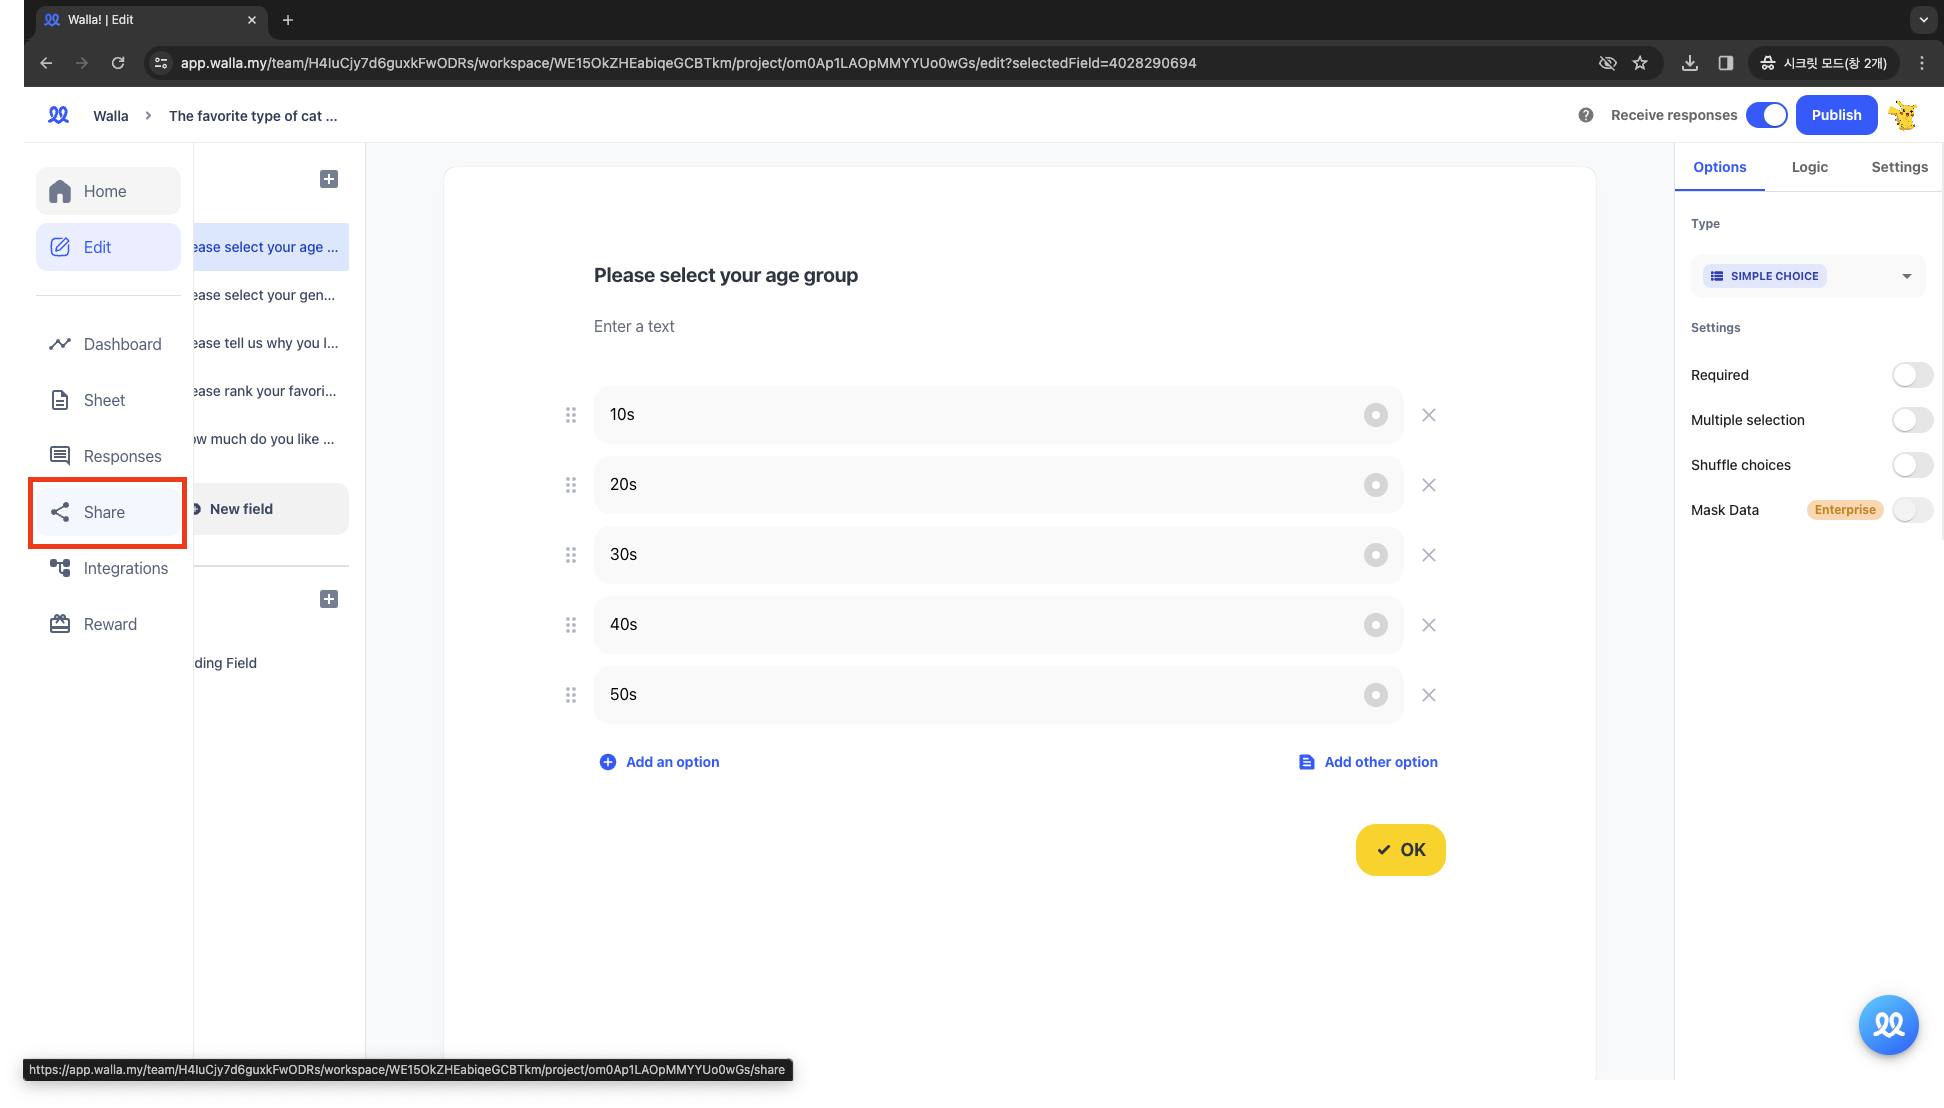 Walla! | Edit
app.walla.my/team/H4IuCjy7d6guxkFwODRs/workspace/WE15OkZHEabiqeGCBTkm/project/om0Ap1LAOpMMYYUo0wGs/edit?selectedField=4028290694
시크릿 모드(창 2개)
Walla
The favorite type of cat ...
Receive responses
Publish
Home
Edit
Dashboard
Sheet
Responses
Share
Integrations
Reward
ease select your age ...
ease select your gen...
ease tell us why you l...
ease rank your favori...
ow much do you like ...
New field
ding Field
Please select your age group
Enter a text
10s
20s
30s
40s
50s
Add an option
Add other option
OK
Options
Logic
Settings
Type
SIMPLE CHOICE
Settings
Required
Multiple selection
Shuffle choices
Mask Data
Enterprise
https://app.walla.my/team/H4IuCjy7d6guxkFwODRs/workspace/WE15OkZHEabiqeGCBTkm/project/om0Ap1LAOpMMYYUo0wGs/share